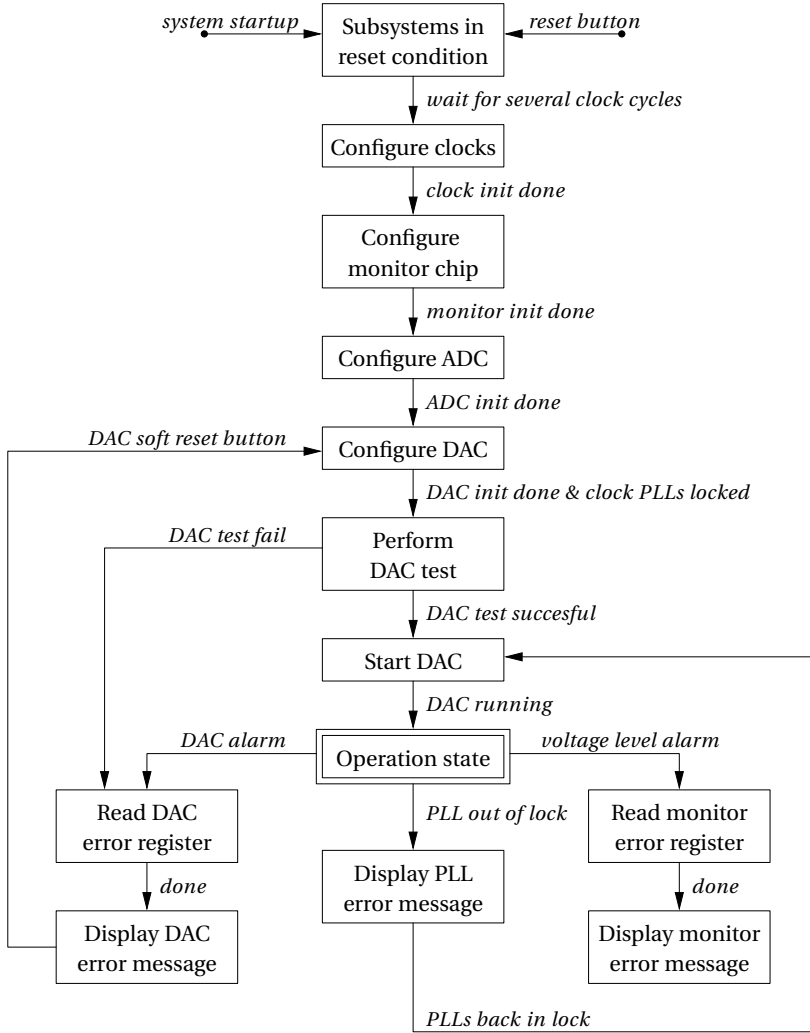 system startup
Subsystems in
reset condition
reset button
wait for several clock cycles
Configure clocks
clock init done
Configure
monitor chip
monitor init done
Configure ADC
ADC init done
DAC soft reset button
Configure DAC
DAC init done & clock PLLs locked
DAC test fail
Perform
DAC test
DAC test succesful
Start DAC
DAC running
DAC alarm
Operation state
voltage level alarm
Read DAC
error register
PLL out of lock
Read monitor
error register
done
Display PLL
error message
done
Display DAC
error message
Display monitor
error message
PLLs back in lock